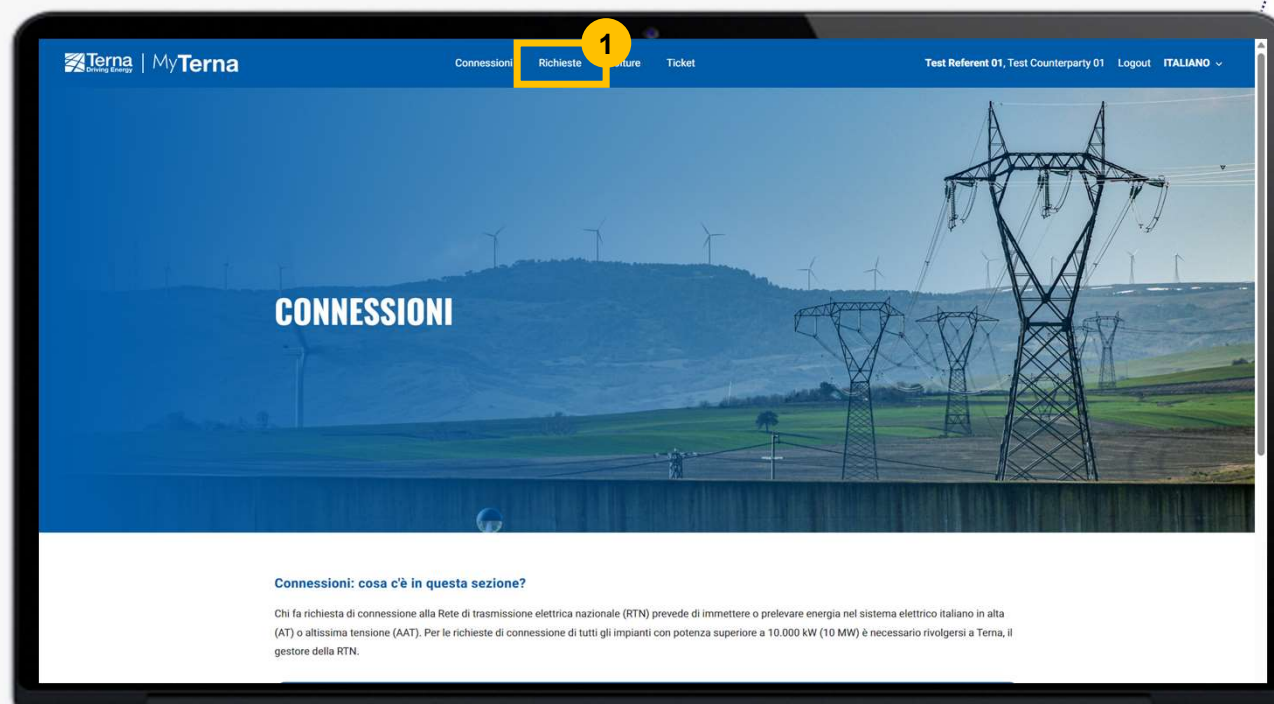 Terna
Driving Energy
MyTerna
Connessioni
Richieste
1
Ticket
Test Referent 01, Test Counterparty 01
Logout
ITALIANO
CONNESSIONI
Connessioni: cosa c'è in questa sezione?
Chi fa richiesta di connessione alla Rete di trasmissione elettrica nazionale (RTN) prevede di immettere o prelevare energia nel sistema elettrico italiano in alta
(AT) o altissima tensione (AAT). Per le richieste di connessione di tutti gli impianti con potenza superiore a 10.000 kW (10 MW) è necessario rivolgersi a Terna, il
gestore della RTN.